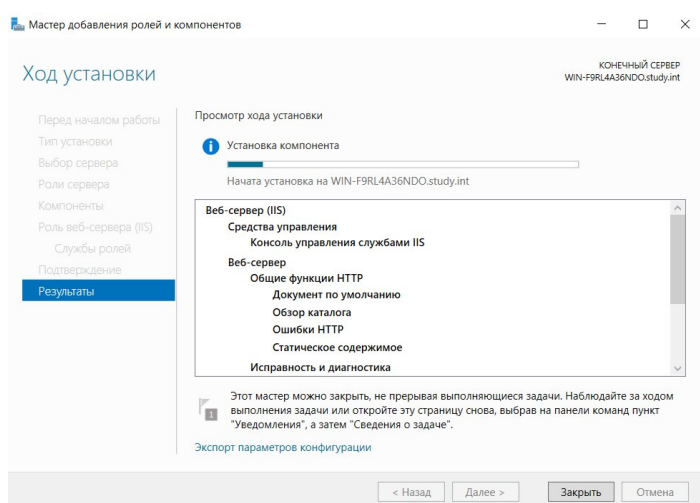 Мастер добавления ролей и компонентов
Ход установки
КОНЕЧНЫЙ СЕРВЕР
WIN-F9RL4A36NDO.study.int
Перед началом работы
Тип установки
Выбор сервера
Роли сервера
Компоненты
Роль веб-сервера (IIS)
Службы ролей
Подтверждение
Результаты
Просмотр хода установки
Установка компонента
Начата установка на WIN-F9RL4A36NDO.study.int
Веб-сервер (IIS)
Средства управления
Консоль управления службами IIS
Веб-сервер
Общие функции HTTP
Документ по умолчанию
Обзор каталога
Ошибки HTTP
Статическое содержимое
Исправность и диагностика
1
Этот мастер можно закрыть, не прерывая выполняющиеся задачи. Наблюдайте за ходом
выполнения задачи или откройте эту страницу снова, выбрав на панели команд пункт
"Уведомления", а затем "Сведения о задаче".
Экспорт параметров конфигурации
< Назад
Далее >
Закрыть
Отмена